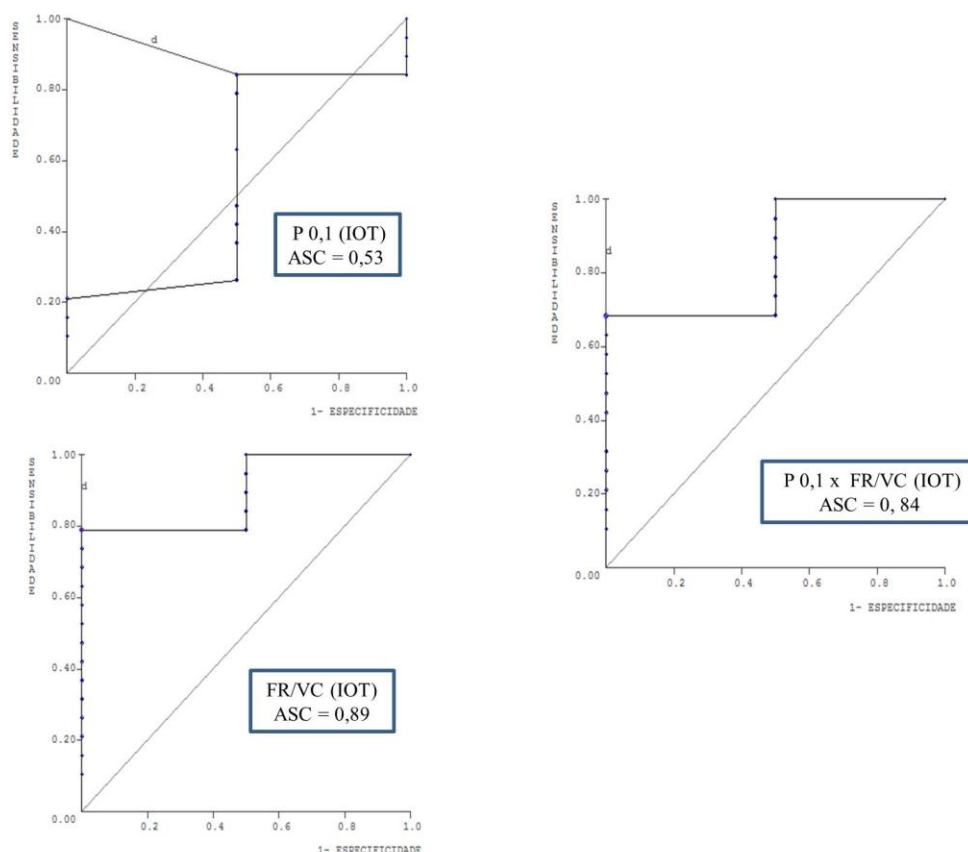 SENSIBILIDADE
1.00
d
0.80
0.60
0.40
0.20
0.00
P 0,1 (IOT)
ASC = 0,53
0.2
0.4
0.6
0.8
1.0
1- ESPECIFICIDADE
SENSIBILIDADE
1.00
d
0.80
0.60
0.40
0.20
0.00
FR/VC (IOT)
ASC = 0,89
0.2
0.4
0.6
0.8
1.0
1- ESPECIFICIDADE
SENSIBILIDADE
1.00
d
0.80
0.60
0.40
0.20
0.00
P 0,1 x FR/VC (IOT)
ASC = 0, 84
0.2
0.4
0.6
0.8
1.0
1- ESPECIFICIDADE